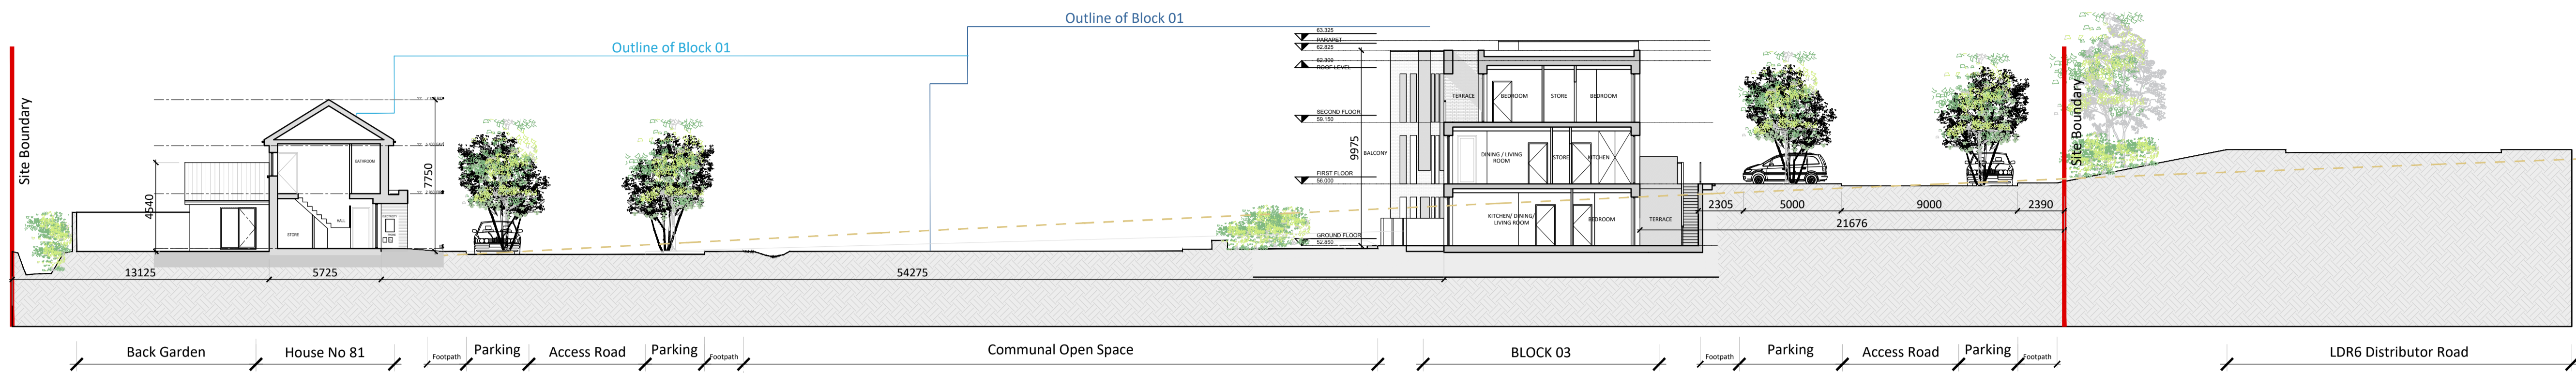 Outline of Block 01
Outline of Block 01
Site Boundary
Site Boundary
63.325
PARAPET
62.825
62.300
ROOF LEVEL
SECOND FLOOR
59.150
FIRST FLOOR
56.000
GROUND FLOOR
52.850
9975
BALCONY
TERRACE
BEDROOM
STORE
BEDROOM
DINING / LIVING
ROOM
STORE
KITCHEN
KITCHEN/ DINING/
LIVING ROOM
BEDROOM
TERRACE
BATHROOM
HALL
STORE
4540
7750
13125
5725
54275
2305
5000
9000
2390
21676
Back Garden
House No 81
Footpath
Parking
Access Road
Parking
Footpath
Communal Open Space
BLOCK 03
Footpath
Parking
Access Road
Parking
Footpath
LDR6 Distributor Road